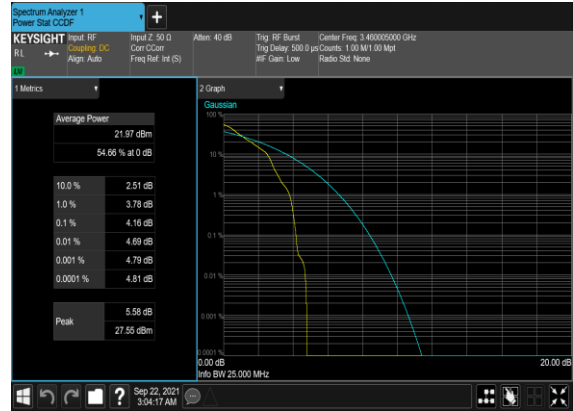 Spectrum Analyzer 1
Power Stat CCDF
KEYSIGHT Input: RF Input Z: 50 Ω Atten: 40 dB Trig: RF Burst Center Freq: 3.460005000 GHz
RL Coupling: DC Corr CCorr Trig Delay: 500.0 µs Counts: 1.00 M/1.00 Mpt
Align: Auto Freq Ref: Int (S) #IF Gain: Low Radio Std: None
LXI
1 Metrics
2 Graph
Average Power
21.97 dBm
54.66 % at 0 dB
10.0 % 2.51 dB
1.0 % 3.78 dB
0.1 % 4.16 dB
0.01 % 4.69 dB
0.001 % 4.79 dB
0.0001 % 4.81 dB
Peak
5.58 dB
27.55 dBm
Gaussian
100 %
10 %
1 %
0.1 %
0.01 %
0.001 %
0.0001 %
0.00 dB 20.00 dB
Info BW 25.000 MHz
? Sep 22, 2021
3:04:17 AM